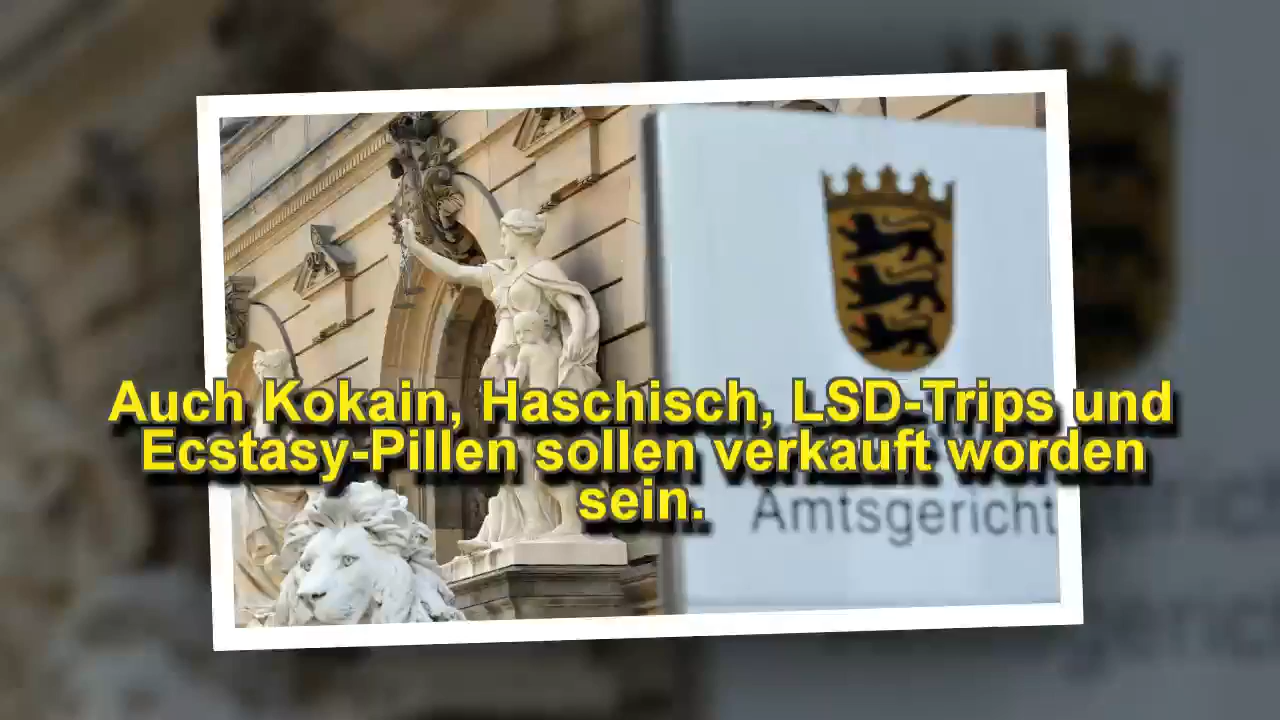 Auch Kokain, Haschisch, LSD-Trips und
Ecstasy-Pillen sollen verkauft worden
sein.
Amtsgericht